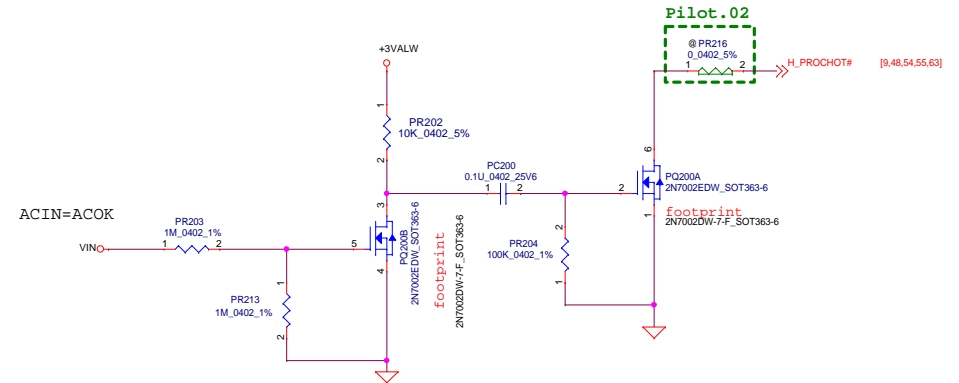 Pilot.02
@ PR216
0_0402_5%
1
2
H_PROCHOT#
[9,48,54,55,63]
+3VALW
1
PR202
10K_0402_5%
2
PC200
0.1U_0402_25V6
1
2
6
PQ200A
2N7002EDW_SOT363-6
2
1
footprint
2N7002DW-7-F_SOT363-6
ACIN=ACOK
VIN
PR203
1M_0402_1%
1
2
3
5
4
PQ200B
2N7002EDW_SOT363-6
footprint
2N7002DW-7-F_SOT363-6
2
PR204
100K_0402_1%
1
1
PR213
1M_0402_1%
2